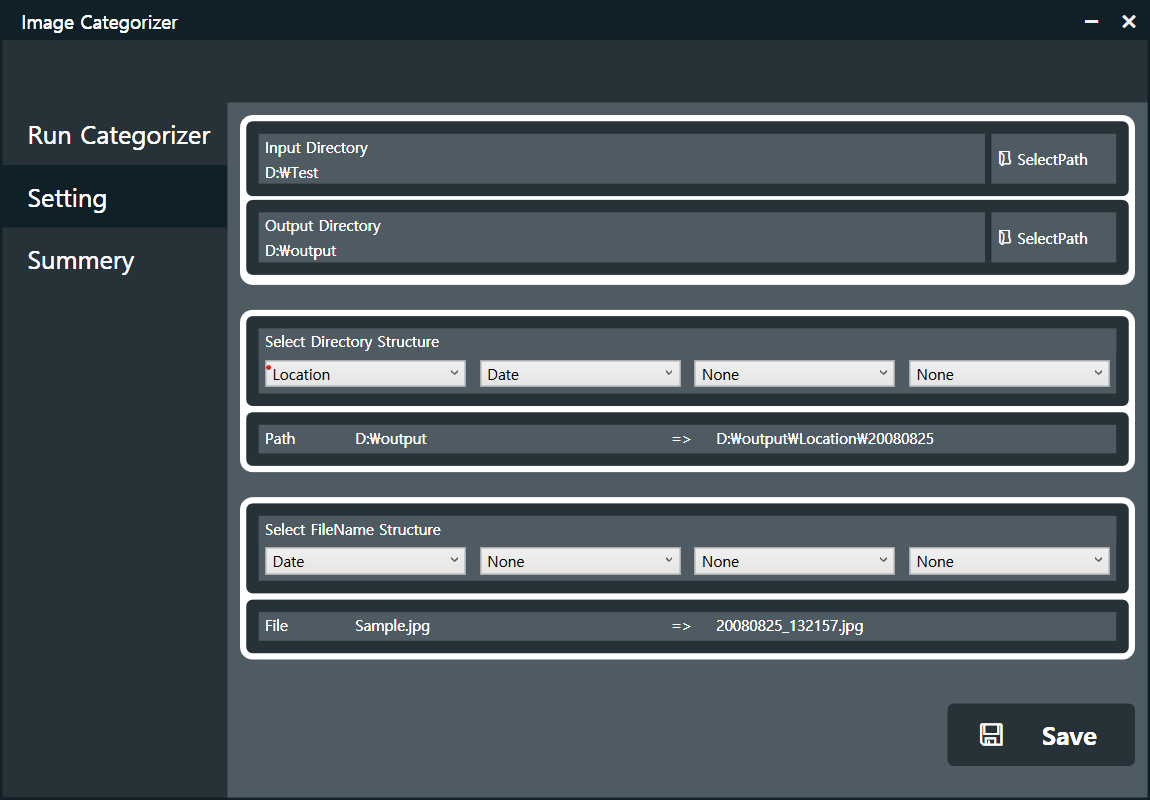 Image Categorizer
Run Categorizer
Setting
Summery
Input Directory
D:₩Test
SelectPath
Output Directory
D:₩output
SelectPath
Select Directory Structure
Location Date None None
Path D:₩output => D:₩output₩Location₩20080825
Select FileName Structure
Date None None None
File Sample.jpg => 20080825_132157.jpg
Save